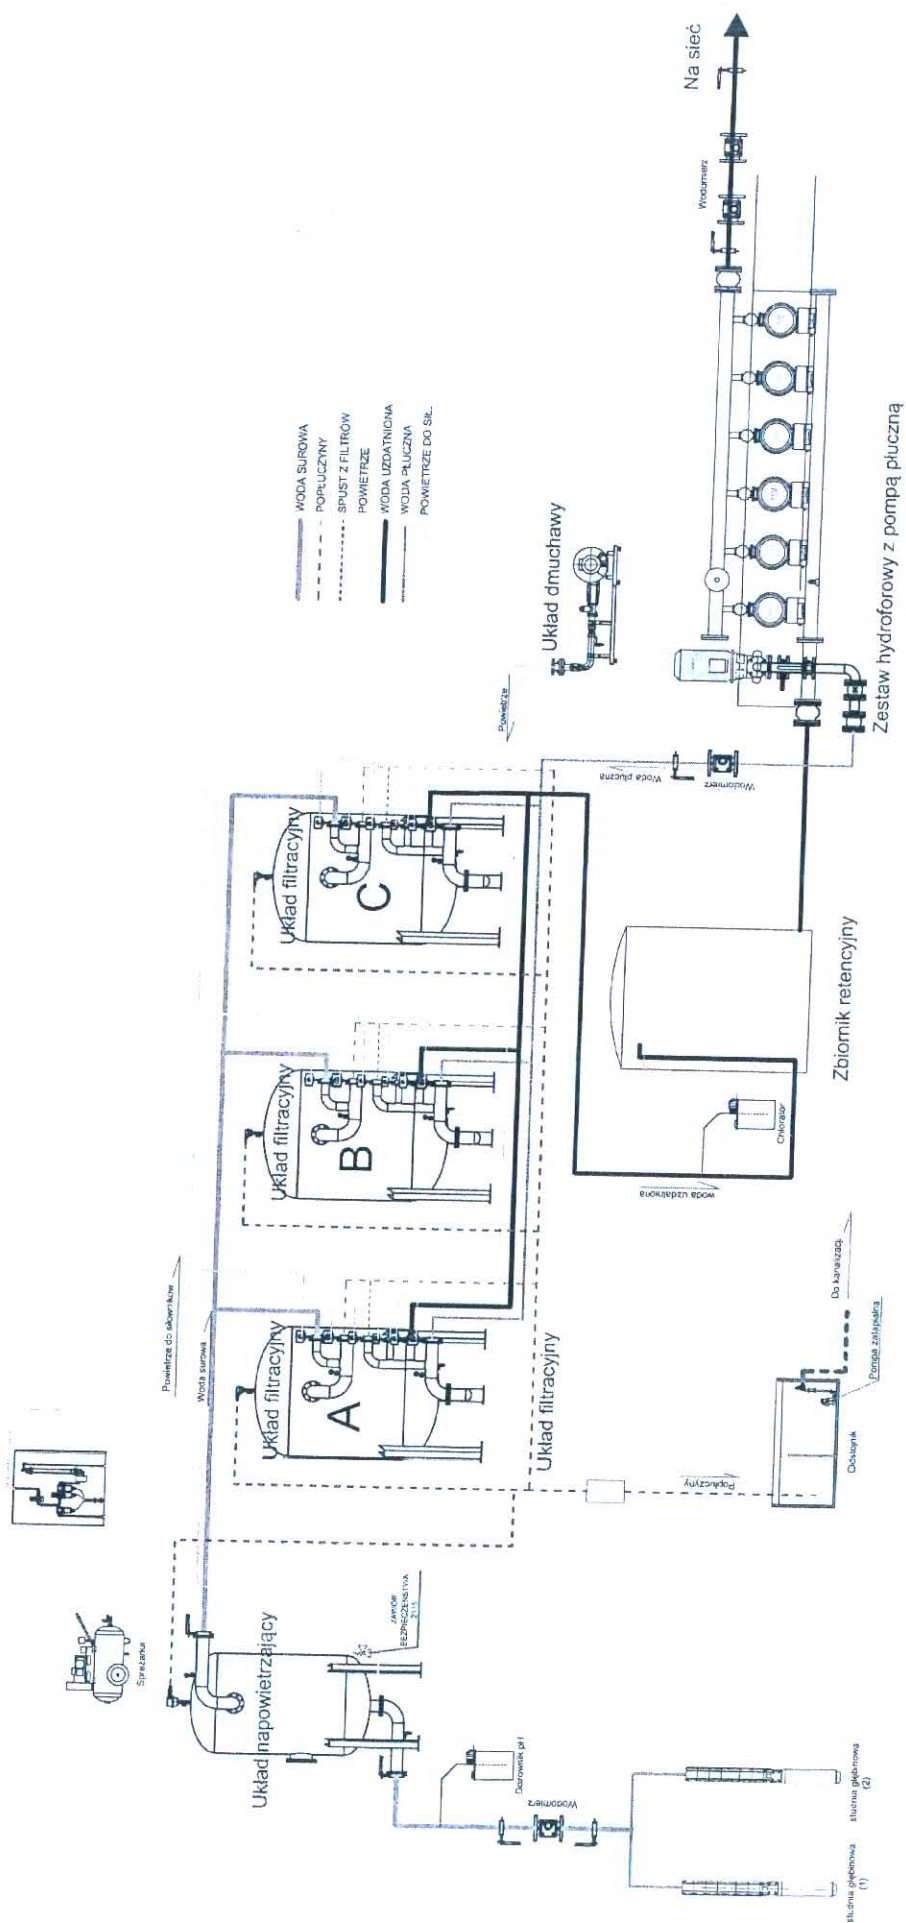 Na sieć
Wodomierz
WODA SUROWA
POPŁUCZYNY
SPUST Z FILTRÓW
POWIETRZE
WODA UZDATNIONA
WODA PŁUCZNA
POWIETRZE DO SIŁ.
Układ dmuchawy
Zestaw hydroforowy z pompą płuczną
Powietrze
Woda płuczna
Wodomierz
Układ filtracyjny
C
Układ filtracyjny
B
Układ filtracyjny
A
Układ filtracyjny
Zbiornik retencyjny
Chlorator
woda uzdatniona
Powietrze do siłowników
Woda surowa
Do kanalizacji
Pompa zatapialna
Odstojnik
Popłuczyny
Sprężarka
Układ napowietrzający
ZAWÓR
BEZPIECZEŃSTWA
Dozownik pH
Wodomierz
studnia głębinowa
(2)
studnia głębinowa
(1)